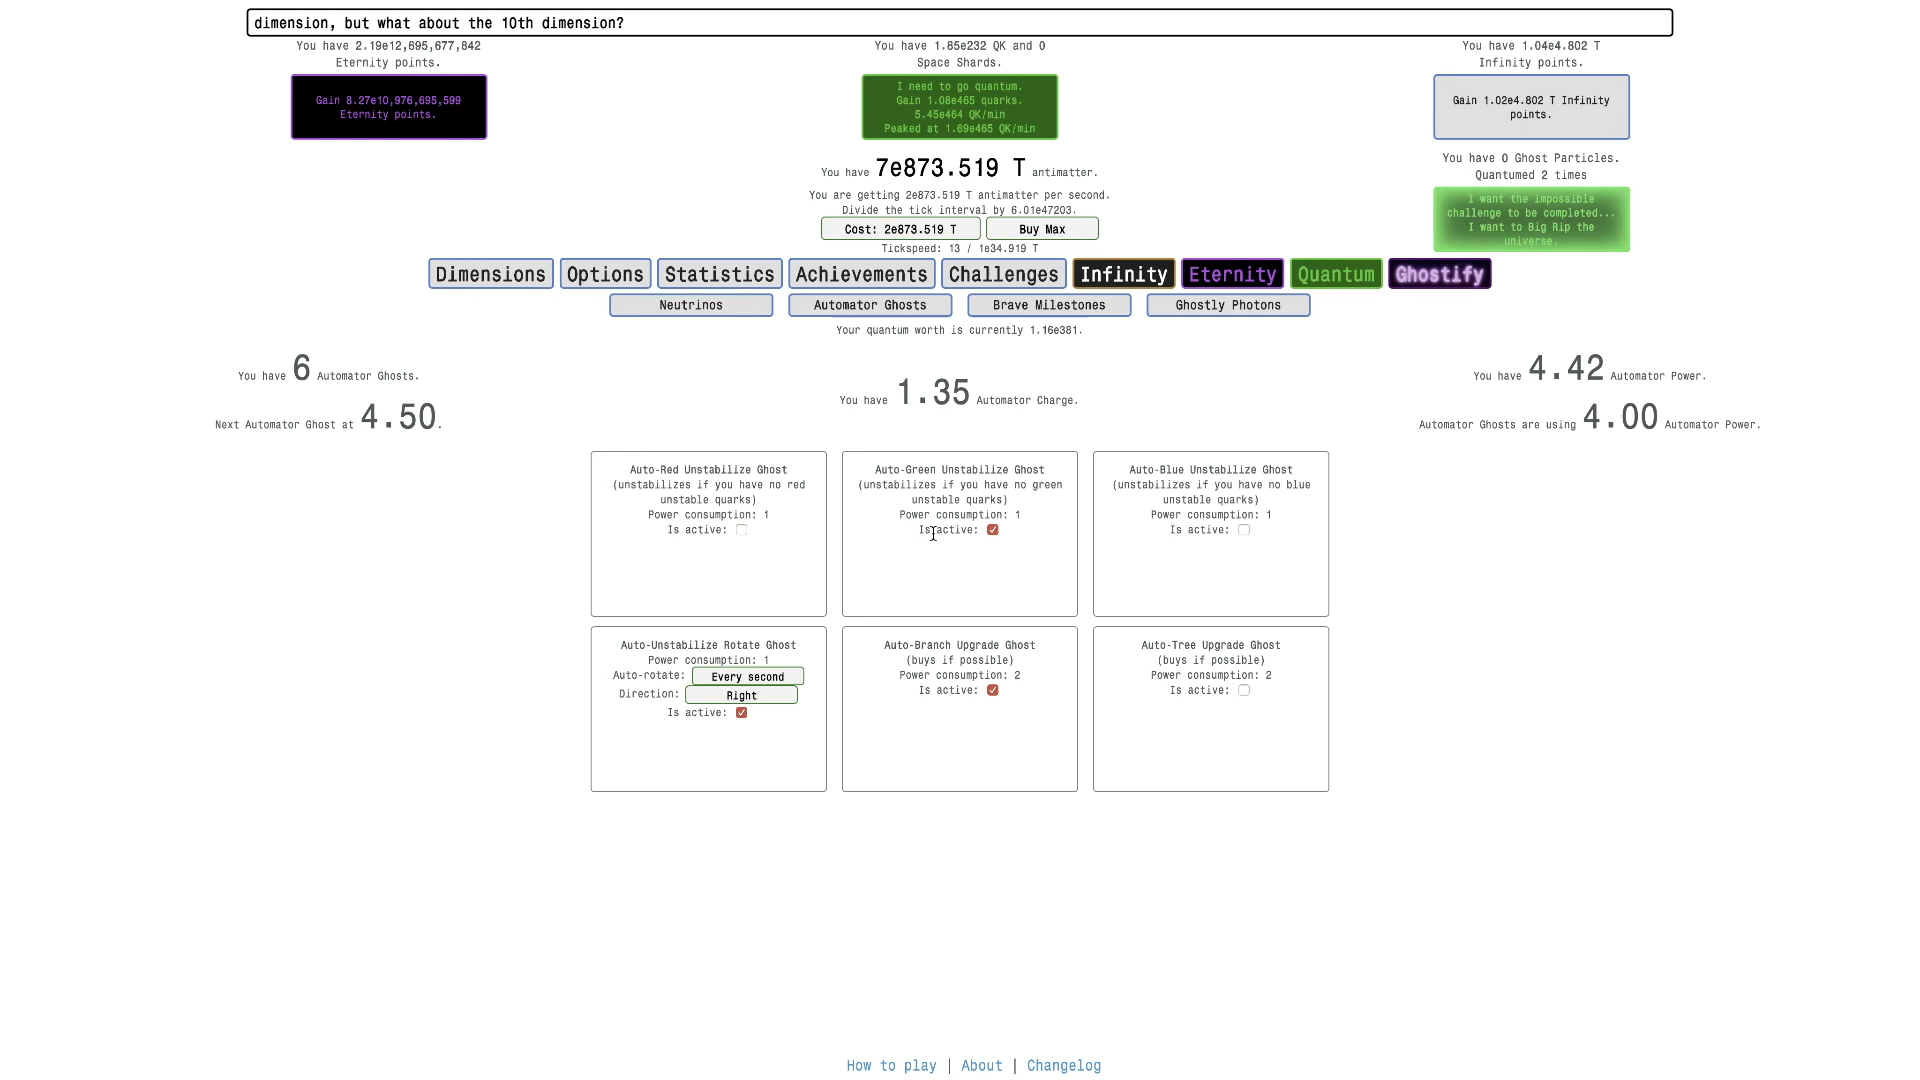 dimension, but what about the 10th dimension?
You have 2.19e12,695,677,842
Eternity points.
Gain 8.27e10,976,695,599
Eternity points.
You have 1.85e232 QK and 0
Space Shards.
I need to go quantum.
Gain 1.08e465 quarks.
5.45e464 QK/min
Peaked at 1.69e465 QK/min
You have 1.04e4.802 T
Infinity points.
Gain 1.02e4.802 T Infinity
points.
You have 7e873.519 T antimatter.
You are getting 2e873.519 T antimatter per second.
Divide the tick interval by 6.01e47203.
Cost: 2e873.519 T
Buy Max
Tickspeed: 13 / 1e34.919 T
You have 0 Ghost Particles.
Quantumed 2 times
I want the impossible
challenge to be completed...
I want to Big Rip the
universe.
Dimensions
Options
Statistics
Achievements
Challenges
Infinity
Eternity
Quantum
Ghostify
Neutrinos
Automator Ghosts
Brave Milestones
Ghostly Photons
Your quantum worth is currently 1.16e381.
You have 6 Automator Ghosts.
Next Automator Ghost at 4.50.
You have 1.35 Automator Charge.
You have 4.42 Automator Power.
Automator Ghosts are using 4.00 Automator Power.
Auto-Red Unstabilize Ghost
(unstabilizes if you have no red
unstable quarks)
Power consumption: 1
Is active:
Auto-Green Unstabilize Ghost
(unstabilizes if you have no green
unstable quarks)
Power consumption: 1
Is active:
Auto-Blue Unstabilize Ghost
(unstabilizes if you have no blue
unstable quarks)
Power consumption: 1
Is active:
Auto-Unstabilize Rotate Ghost
Power consumption: 1
Auto-rotate: Every second
Direction: Right
Is active:
Auto-Branch Upgrade Ghost
(buys if possible)
Power consumption: 2
Is active:
Auto-Tree Upgrade Ghost
(buys if possible)
Power consumption: 2
Is active:
How to play | About | Changelog